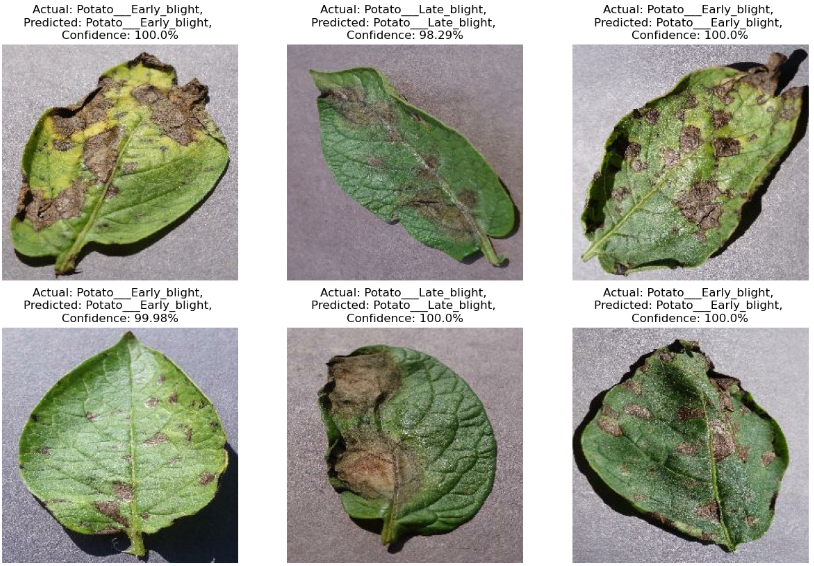 Actual: Potato___Early_blight,
Predicted: Potato___Early_blight,
Confidence: 100.0%
Actual: Potato___Late_blight,
Predicted: Potato___Late_blight,
Confidence: 98.29%
Actual: Potato___Early_blight,
Predicted: Potato___Early_blight,
Confidence: 100.0%
Actual: Potato___Early_blight,
Predicted: Potato___Early_blight,
Confidence: 99.98%
Actual: Potato___Late_blight,
Predicted: Potato___Late_blight,
Confidence: 100.0%
Actual: Potato___Early_blight,
Predicted: Potato___Early_blight,
Confidence: 100.0%